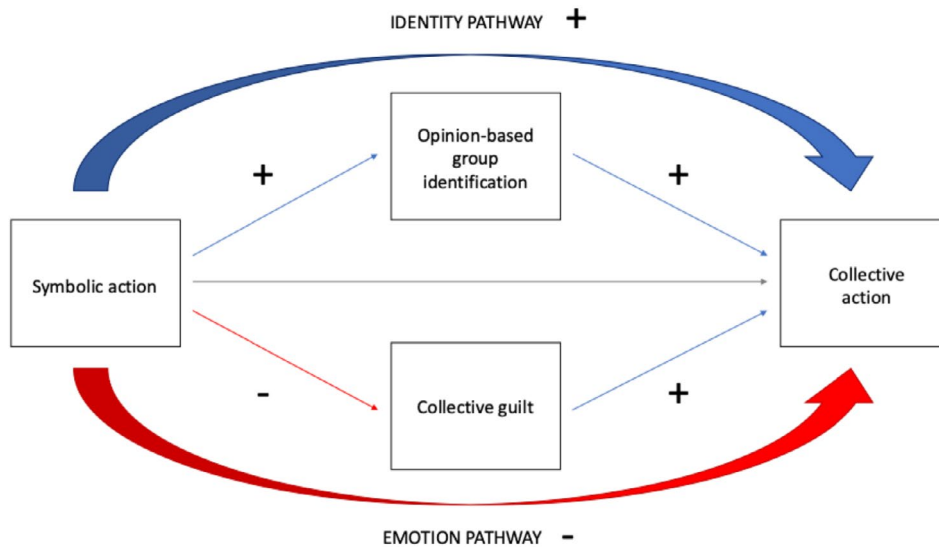 IDENTITY PATHWAY +
Opinion-based
group
identification
+
+
Symbolic action
Collective
action
-
Collective guilt
+
EMOTION PATHWAY -